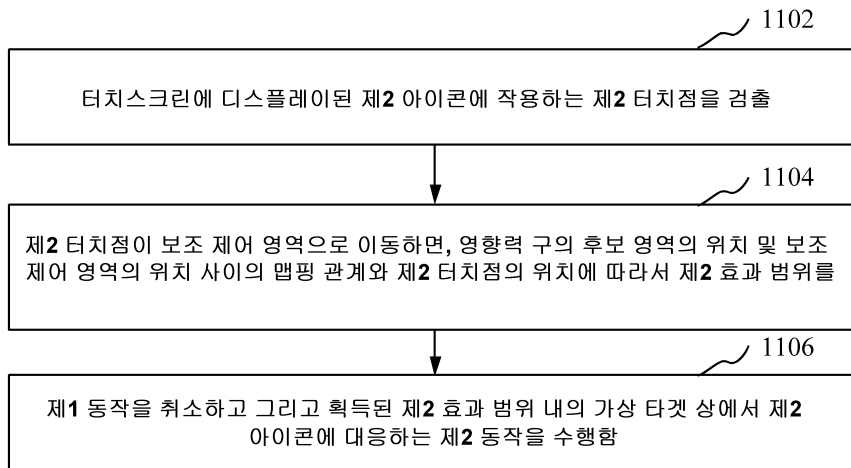 1102
터치스크린에 디스플레이된 제2 아이콘에 작용하는 제2 터치점을 검출
1104
제2 터치점이 보조 제어 영역으로 이동하면, 영향력 구의 후보 영역의 위치 및 보조
제어 영역의 위치 사이의 맵핑 관계와 제2 터치점의 위치에 따라서 제2 효과 범위를
1106
제1 동작을 취소하고 그리고 획득된 제2 효과 범위 내의 가상 타겟 상에서 제2
아이콘에 대응하는 제2 동작을 수행함